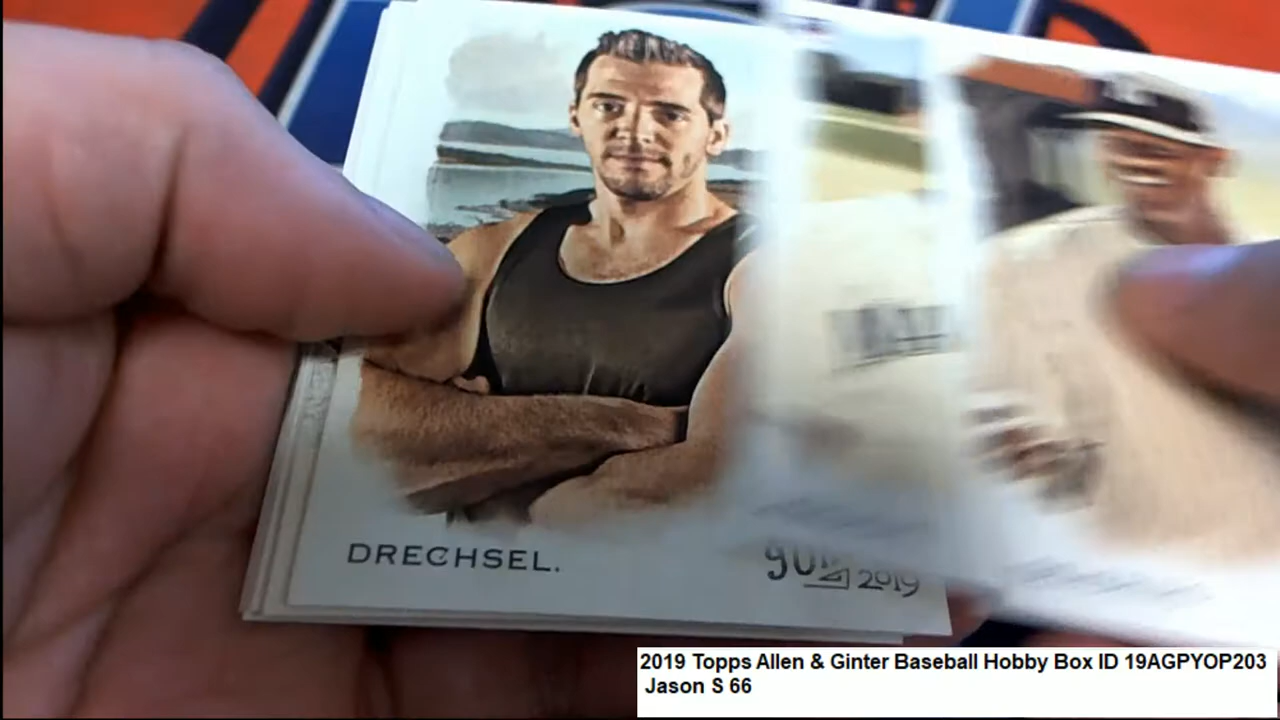 DRECHSEL.
2019
2019 Topps Allen & Ginter Baseball Hobby Box ID 19AGPYOP203
Jason S 66